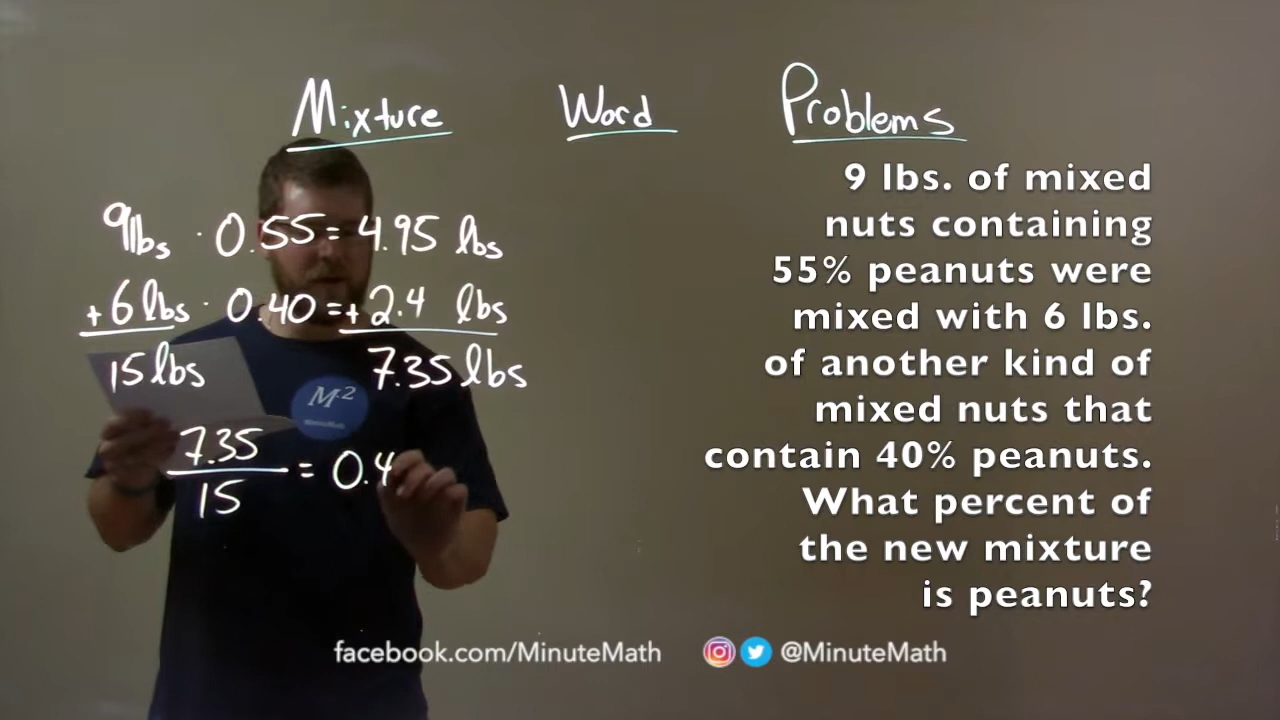 Mixture Word Problems
9 lbs. of mixed
nuts containing
55% peanuts were
mixed with 6 lbs.
of another kind of
mixed nuts that
contain 40% peanuts.
What percent of
the new mixture
is peanuts?
9 lbs · 0.55 = 4.95 lbs
+ 6 lbs · 0.40 = + 2.4 lbs
15 lbs 7.35 lbs
M²
MinuteMath
7.35
15
= 0.4
facebook.com/MinuteMath @MinuteMath